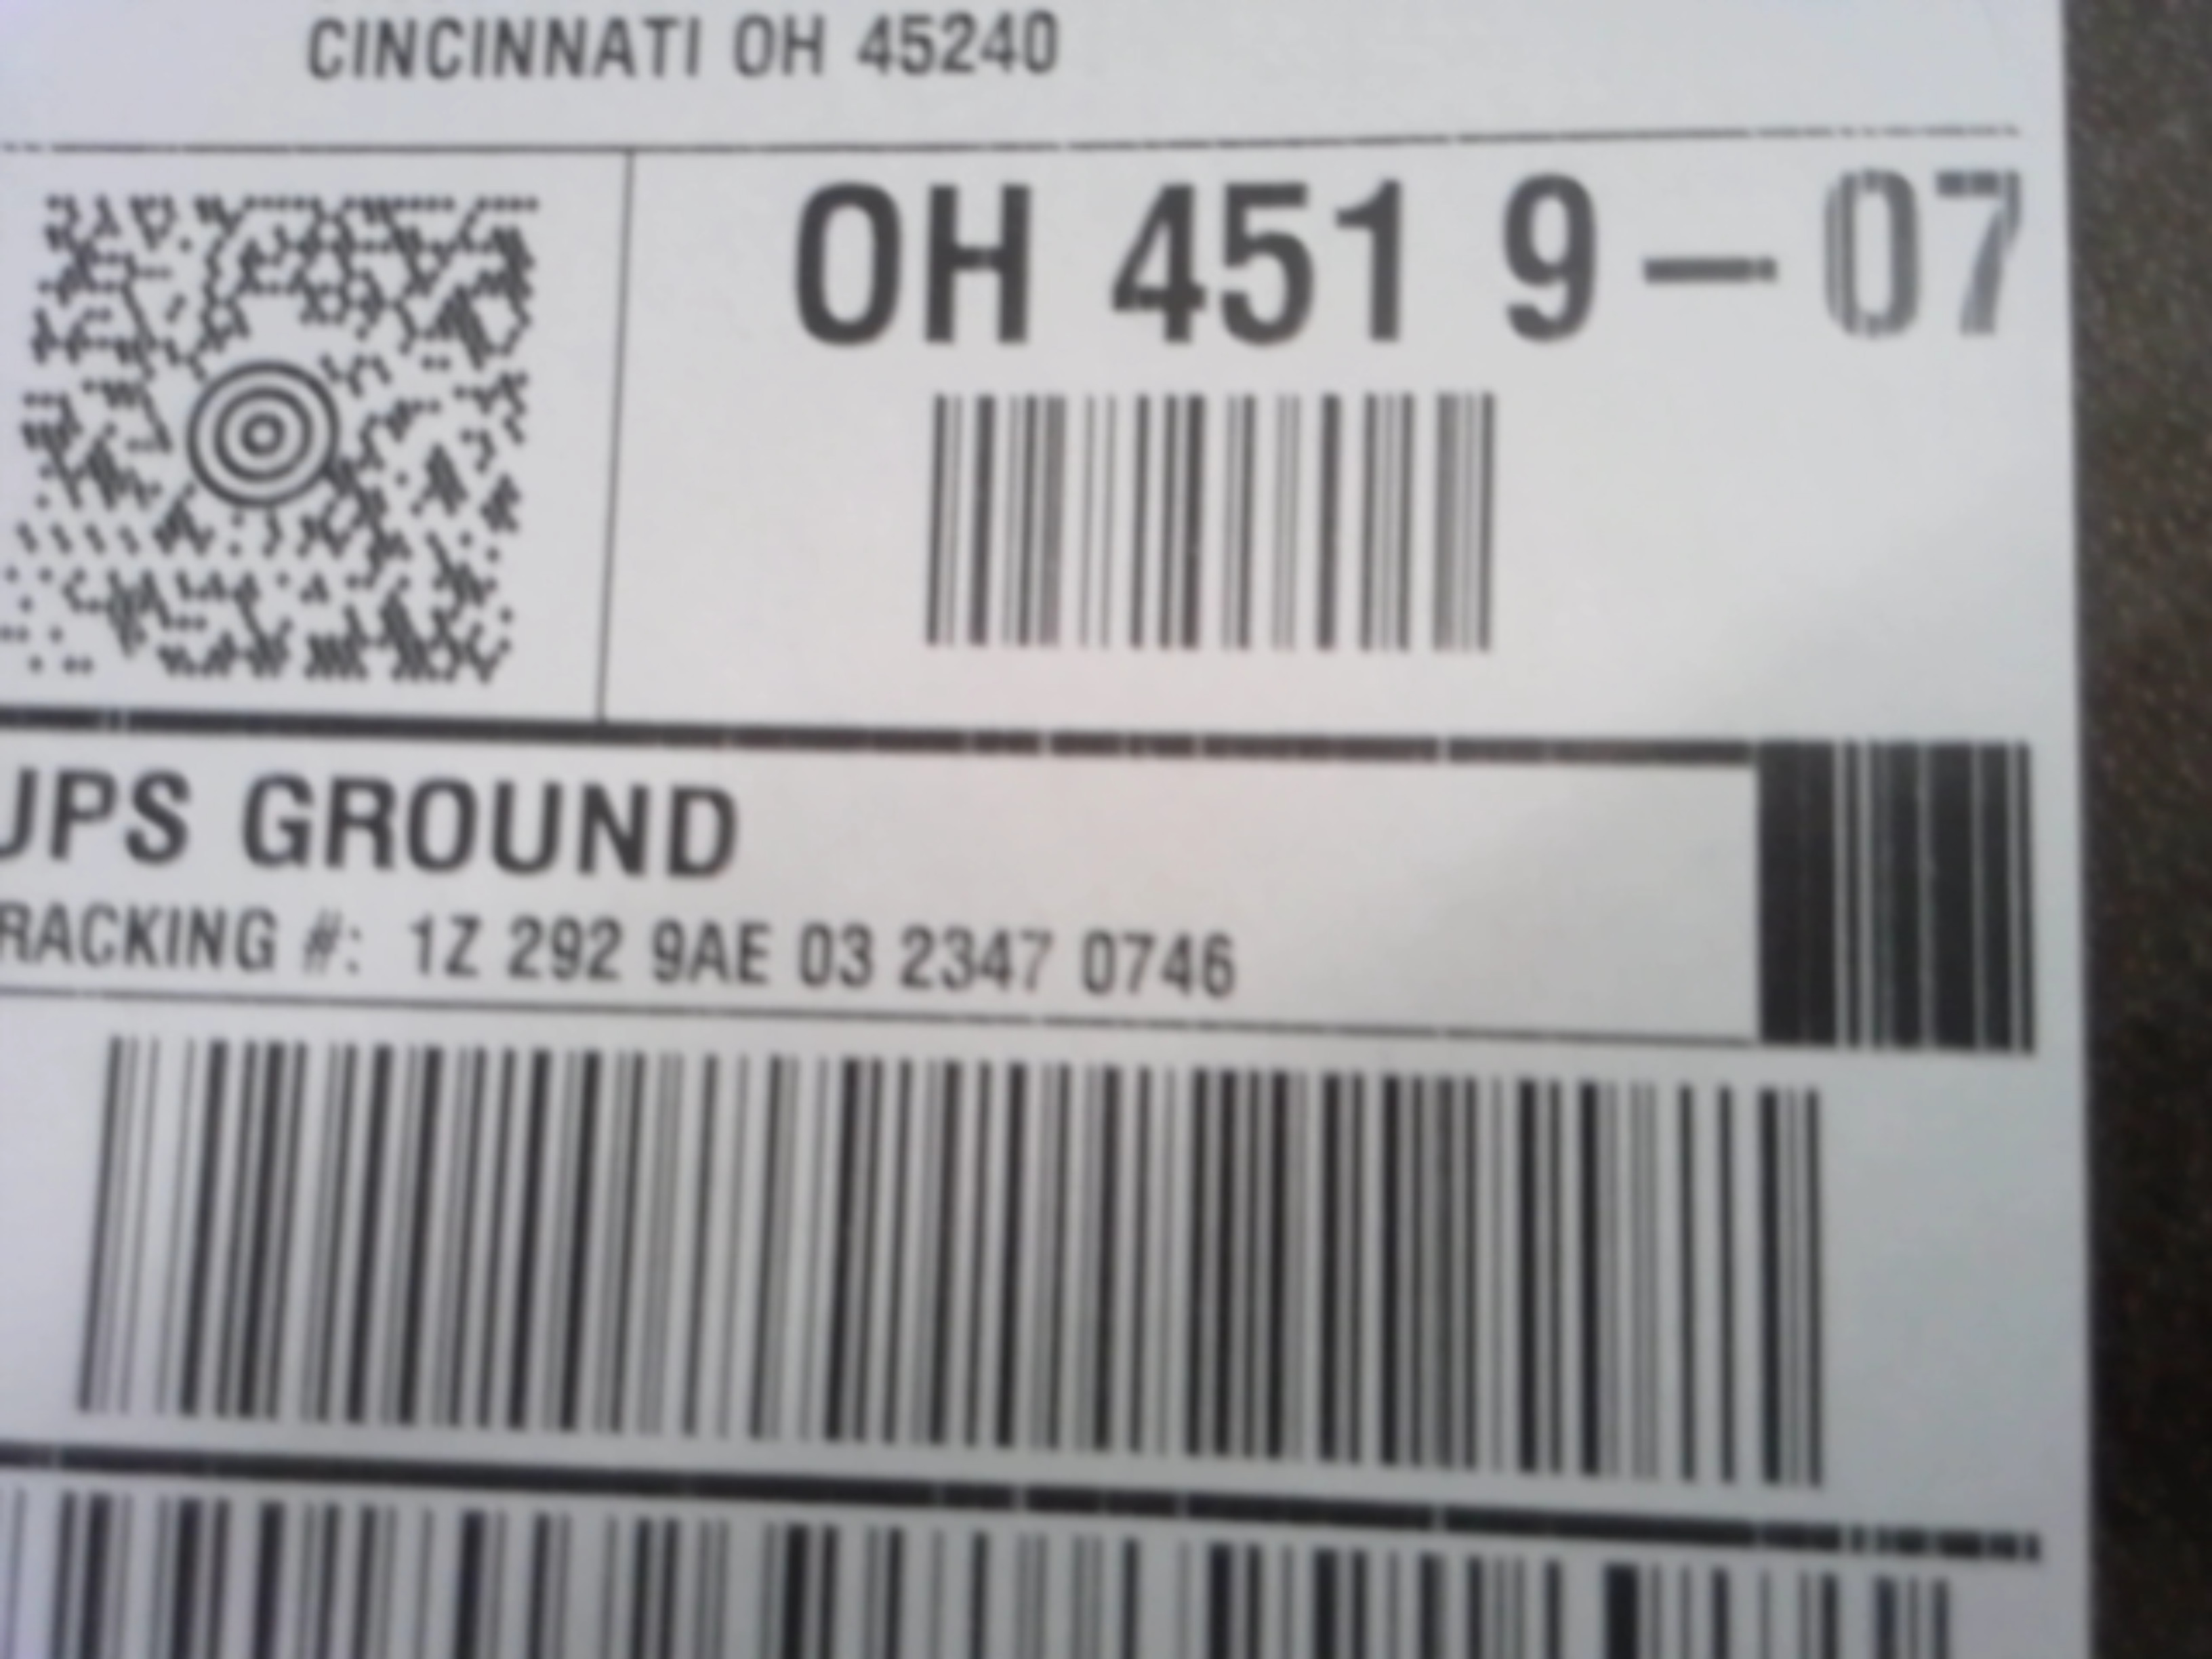 CINCINNATI OH 45240
OH 451 9-07
UPS GROUND
RACKING #: 1Z 292 9AE 03 2347 0746